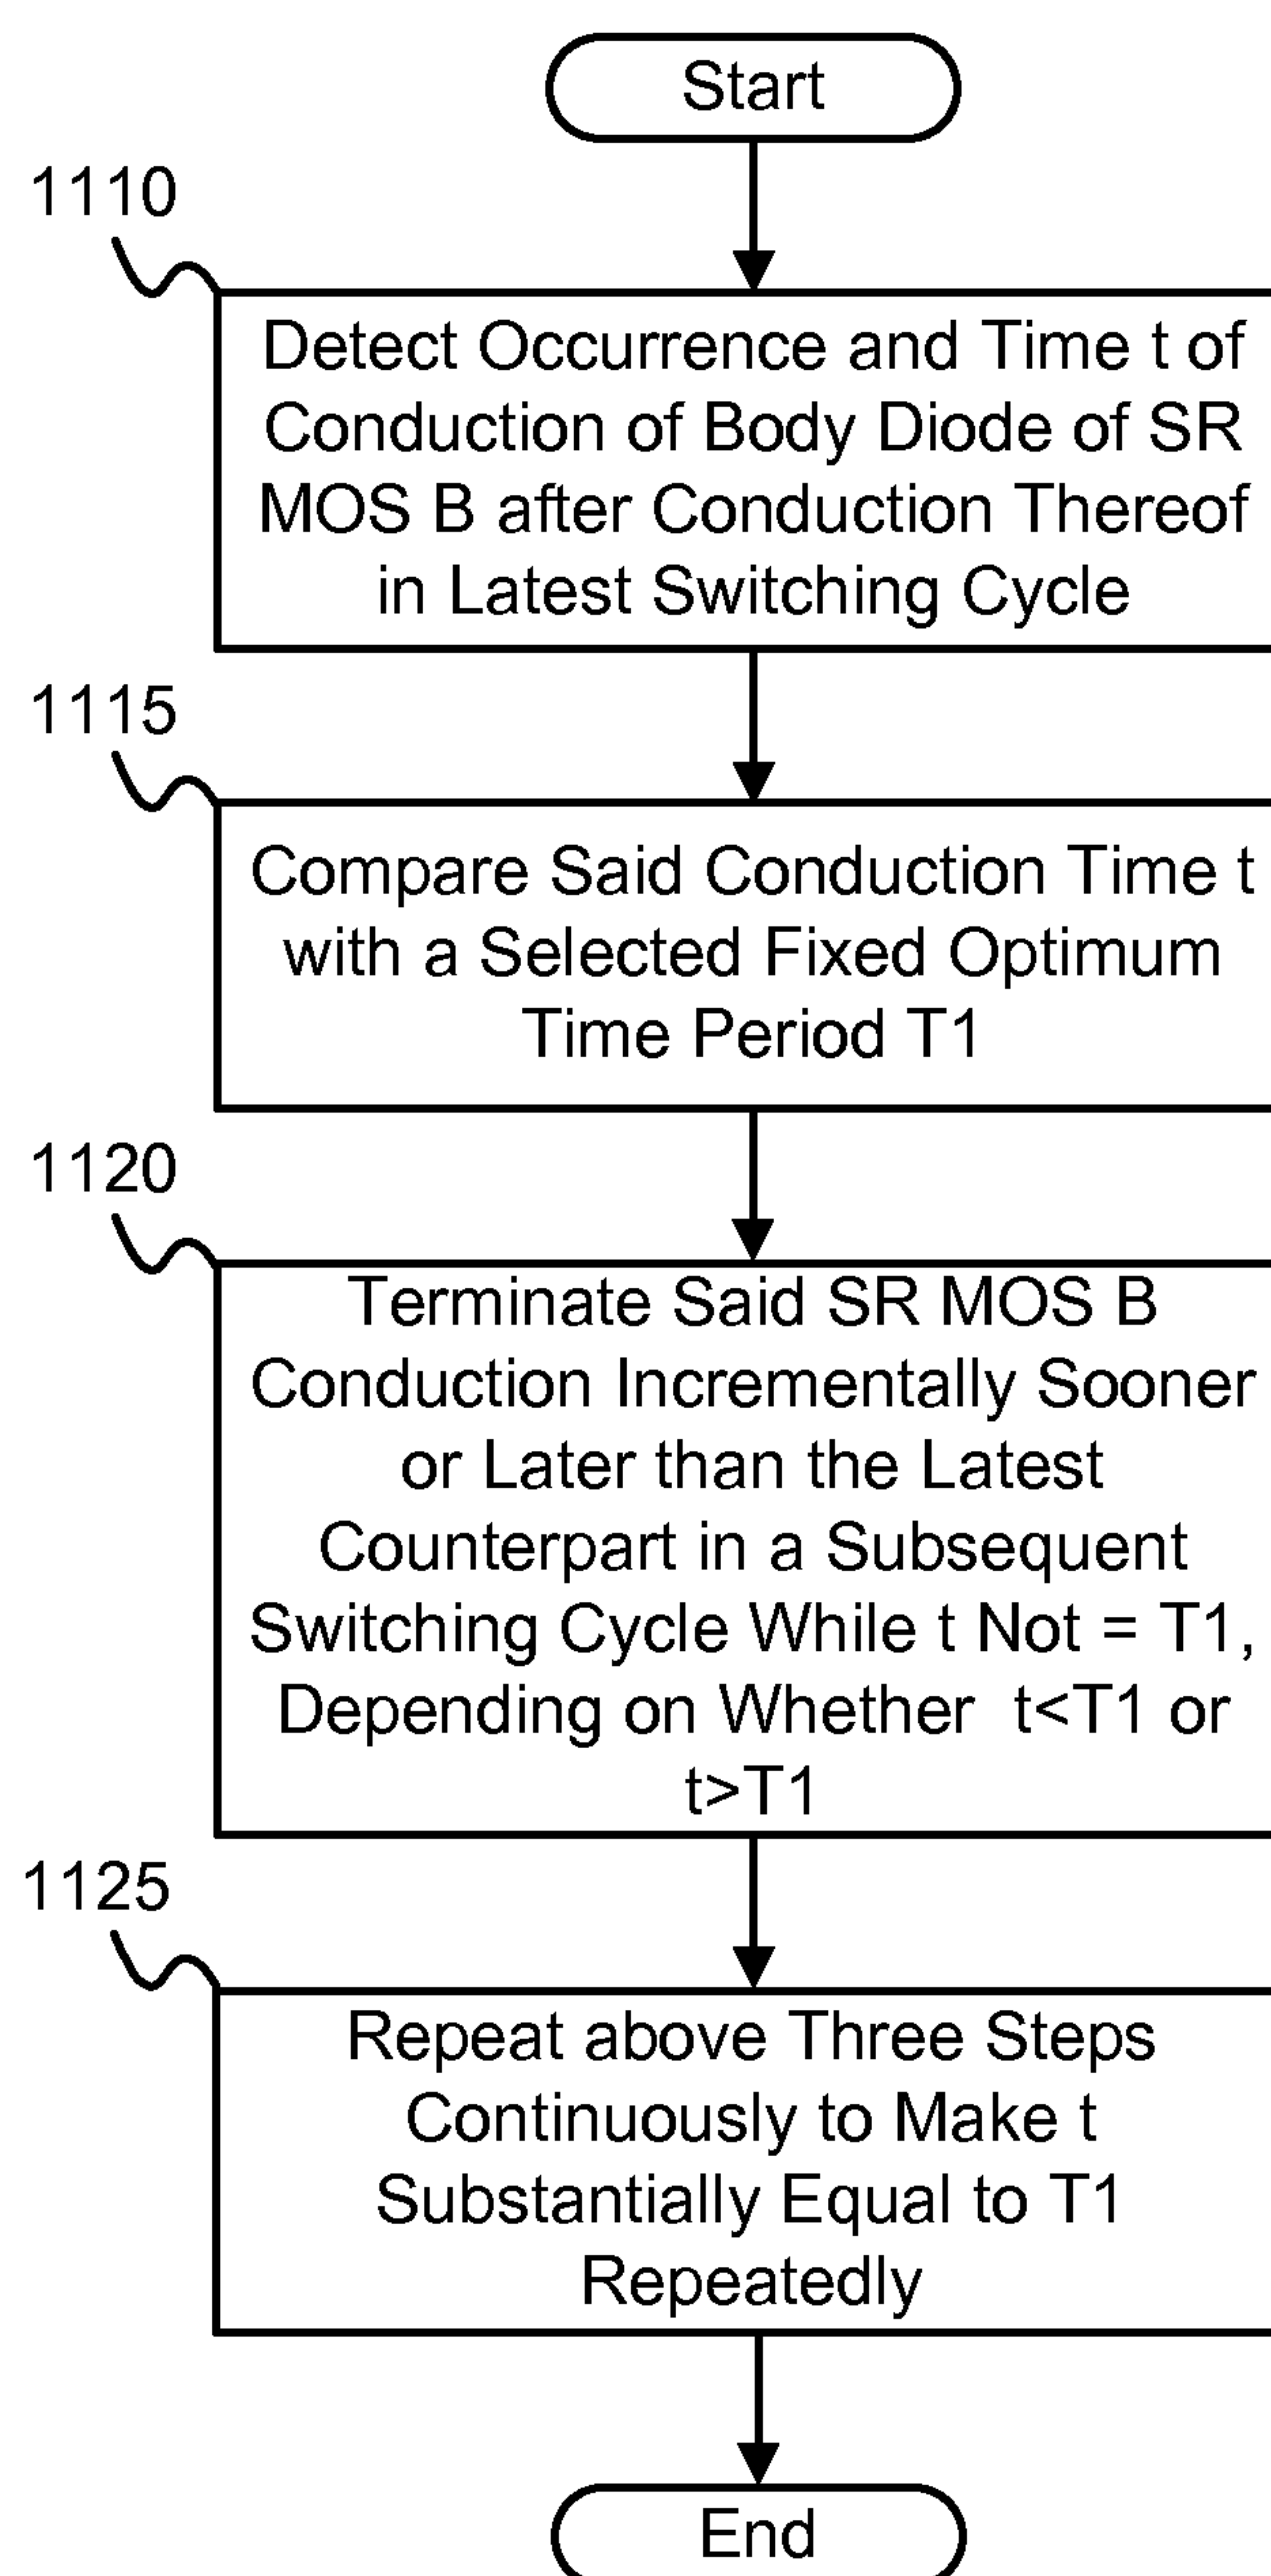 Start
1110
Detect Occurrence and Time t of
Conduction of Body Diode of SR
MOS B after Conduction Thereof
in Latest Switching Cycle
1115
Compare Said Conduction Time t
with a Selected Fixed Optimum
Time Period T1
1120
Terminate Said SR MOS B
Conduction Incrementally Sooner
or Later than the Latest
Counterpart in a Subsequent
Switching Cycle While t Not = T1,
Depending on Whether t<T1 or
t>T1
1125
Repeat above Three Steps
Continuously to Make t
Substantially Equal to T1
Repeatedly
End